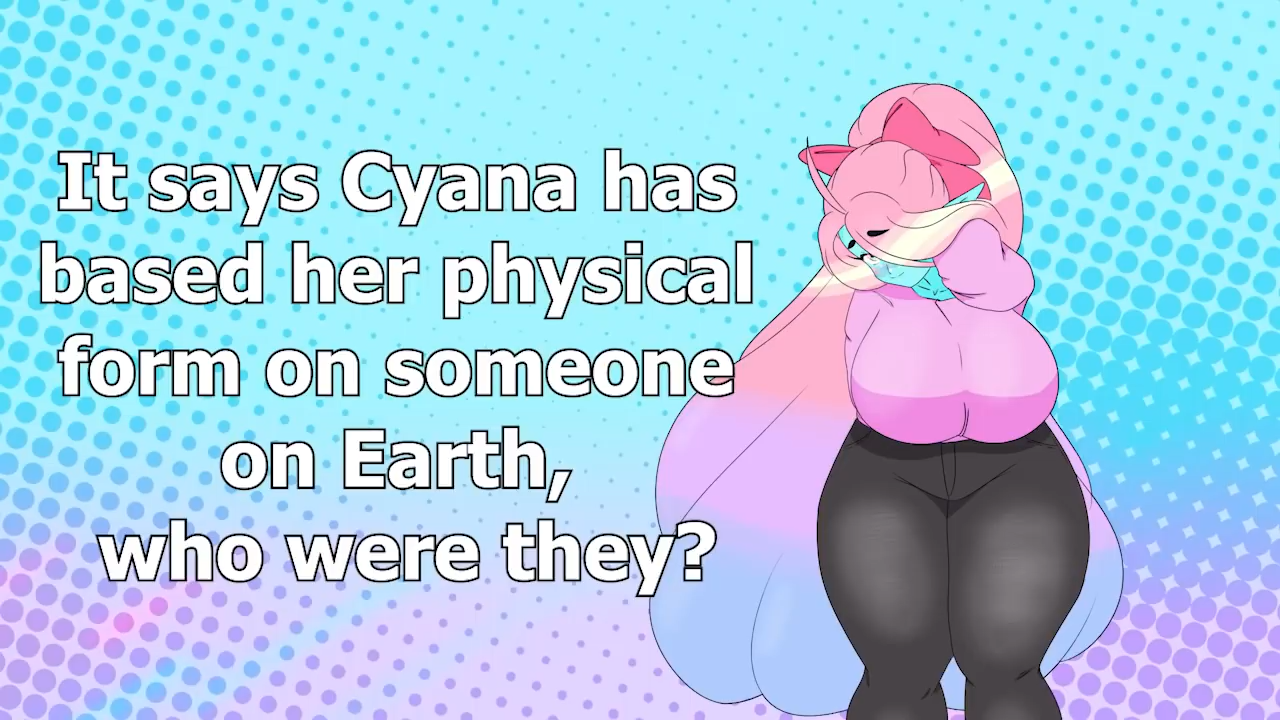 It says Cyana has
based her physical
form on someone
on Earth,
who were they?